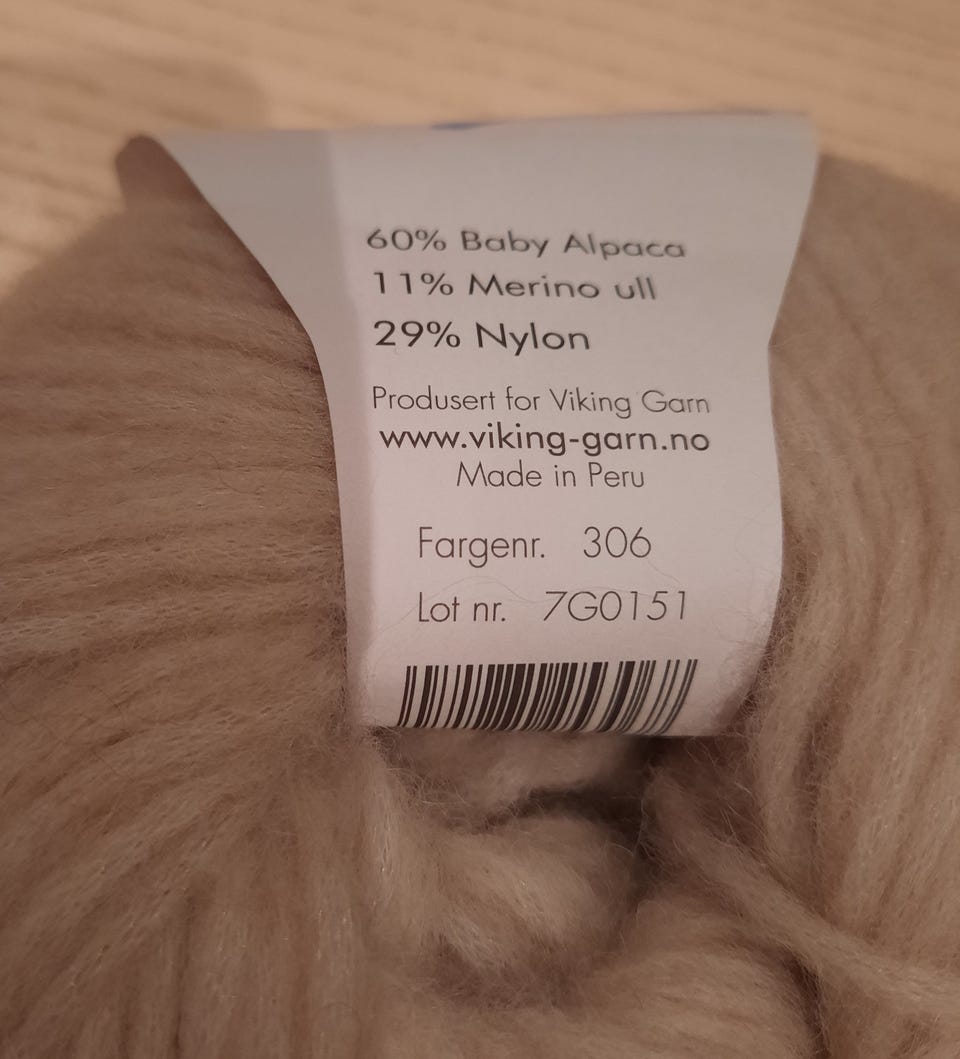 60% Baby Alpaca
11% Merino ull
29% Nylon
Produsert for Viking Garn
www.viking-garn.no
Made in Peru
Fargenr. 306
Lot nr. 7G0151